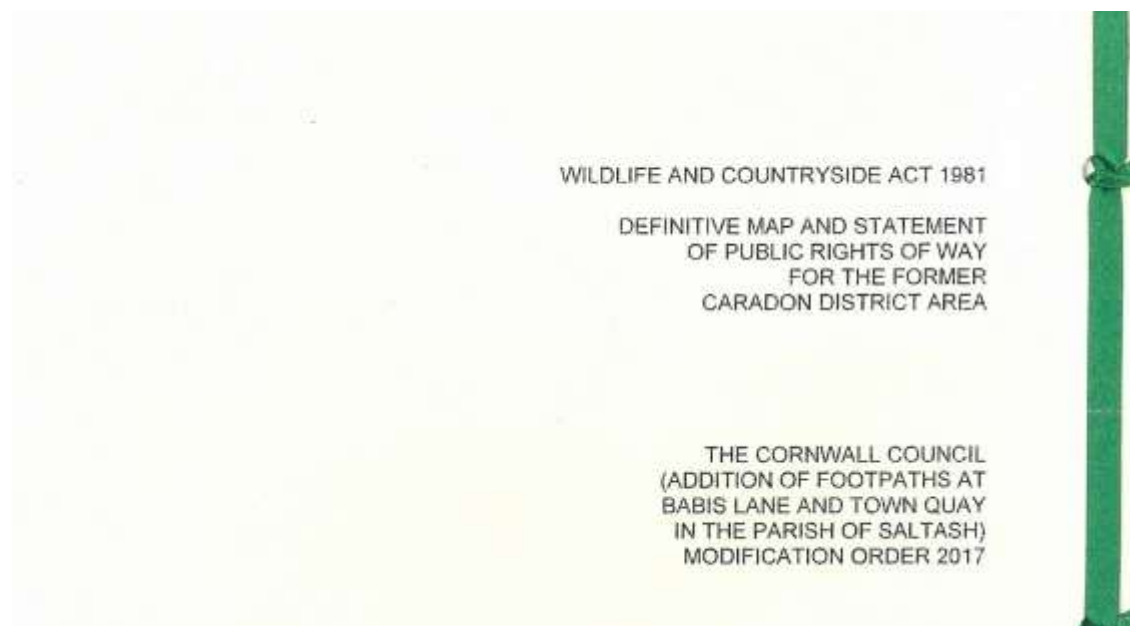 WILDLIFE AND COUNTRYSIDE ACT 1981
DEFINITIVE MAP AND STATEMENT
OF PUBLIC RIGHTS OF WAY
FOR THE FORMER
CARADON DISTRICT AREA
THE CORNWALL COUNCIL
(ADDITION OF FOOTPATHS AT
BABIS LANE AND TOWN QUAY
IN THE PARISH OF SALTASH)
MODIFICATION ORDER 2017